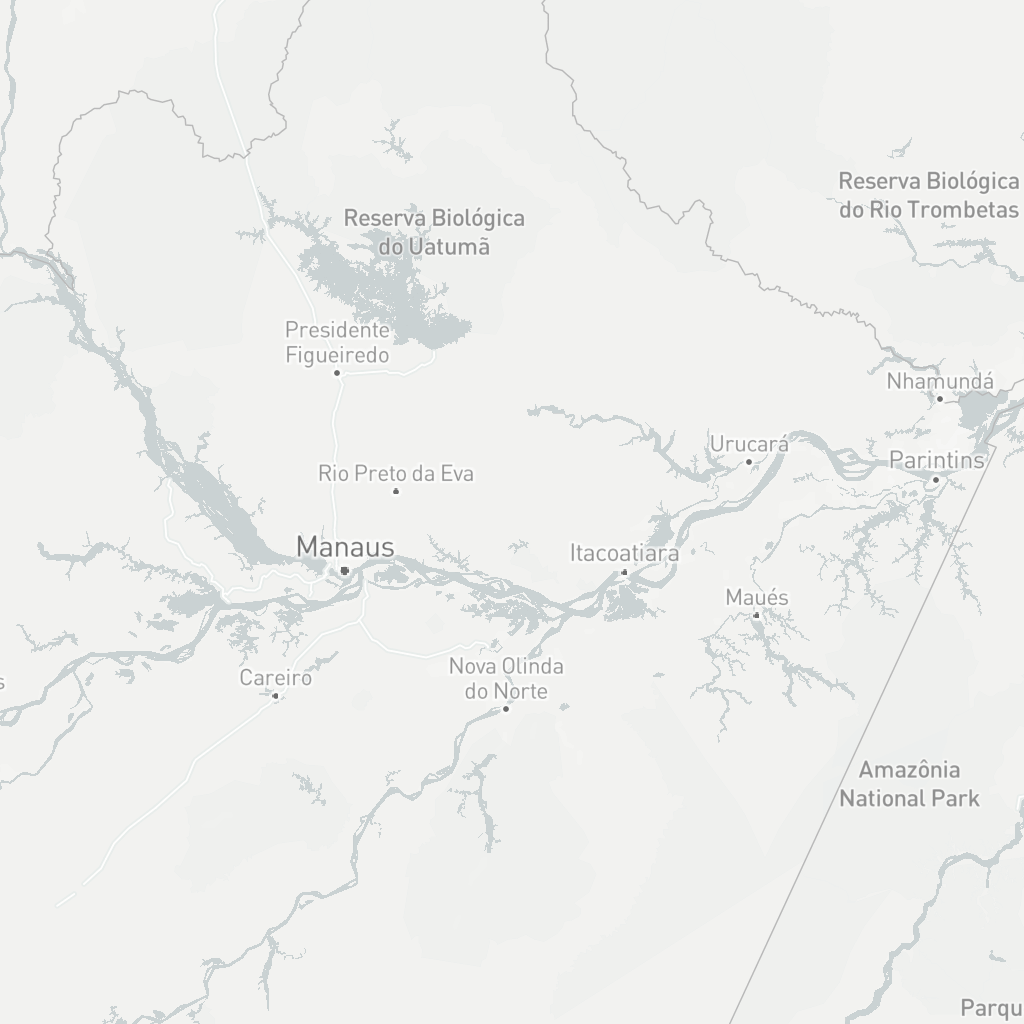 Reserva Biológica
do Rio Trombetas
Reserva Biológica
do Uatumã
Presidente
Figueiredo
Nhamundá
Urucará
Parintins
Rio Preto da Eva
Manaus
Itacoatiara
Maués
Nova Olinda
do Norte
Careiro
s
Amazônia
National Park
Parqu